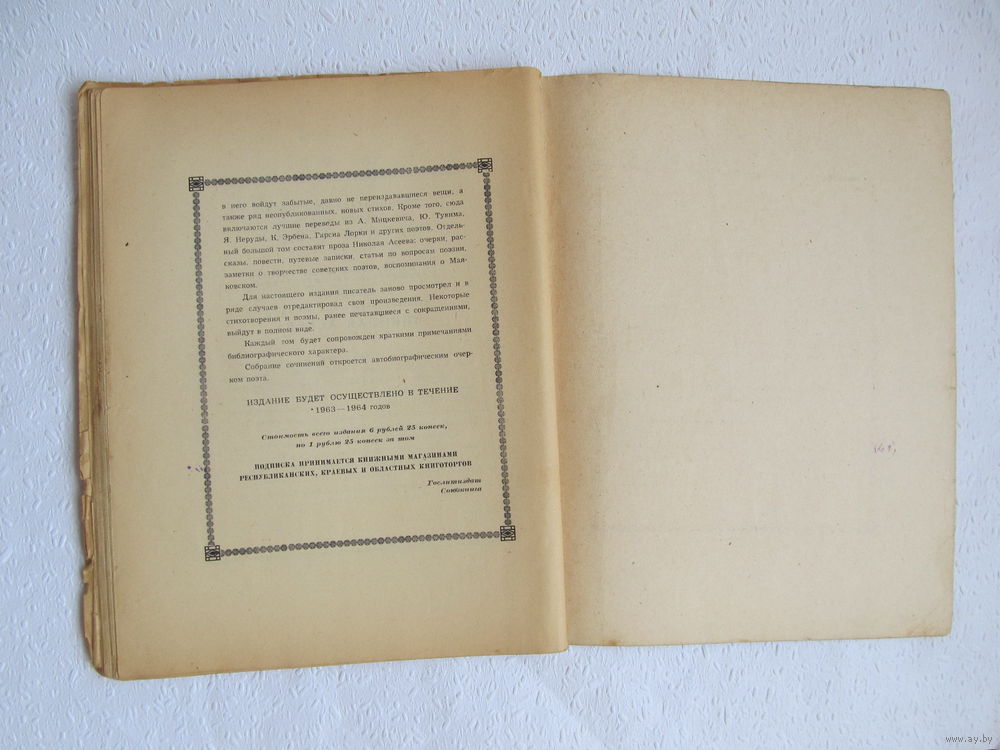 в него войдут забытые, давно не переиздававшиеся вещи, а
также ряд неопубликованных, новых стихов. Кроме того, сюда
включаются лучшие переводы из А. Мицкевича, Ю. Тувима,
Я. Неруды, К. Эрбена, Гарсиа Лорки и других поэтов. Отдель-
ный большой том составит проза Николая Асеева: очерки, рас-
сказы, повести, путевые записки, статьи по вопросам поэзии,
заметки о творчестве советских поэтов, воспоминания о Мая-
ковском.
Для настоящего издания писатель заново просмотрел и в
ряде случаев отредактировал свои произведения. Некоторые
стихотворения и поэмы, ранее печатавшиеся с сокращениями,
выйдут в полном виде.
Каждый том будет сопровожден краткими примечаниями
библиографического характера.
Собрание сочинений откроется автобиографическим очер-
ком поэта.
ИЗДАНИЕ БУДЕТ ОСУЩЕСТВЛЕНО В ТЕЧЕНИЕ
1963—1964 годов
Стоимость всего издания 6 рублей 25 копеек,
по 1 рублю 25 копеек за том
ПОДПИСКА ПРИНИМАЕТСЯ КНИЖНЫМИ МАГАЗИНАМИ
РЕСПУБЛИКАНСКИХ, КРАЕВЫХ И ОБЛАСТНЫХ КНИГОТОРГОВ
Гослитиздат
Союзкнига
www.ay.by